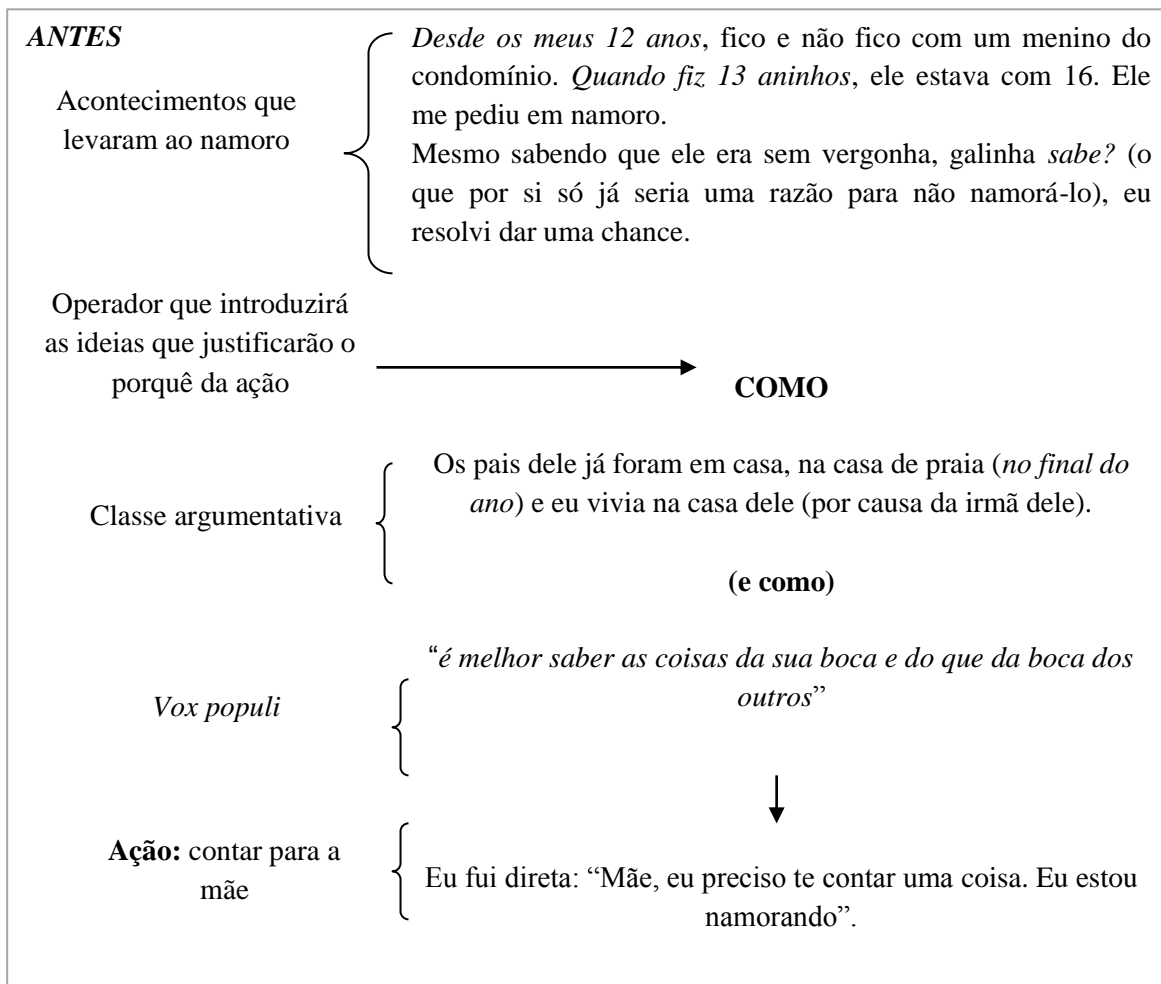 ANTES
Acontecimentos que
levaram ao namoro
Desde os meus 12 anos, fico e não fico com um menino do
condomínio. Quando fiz 13 aninhos, ele estava com 16. Ele
me pediu em namoro.
Mesmo sabendo que ele era sem vergonha, galinha sabe? (o
que por si só já seria uma razão para não namorá-lo), eu
resolvi dar uma chance.
Operador que introduzirá
as ideias que justificarão o
porquê da ação
COMO
Classe argumentativa
Os pais dele já foram em casa, na casa de praia (no final do
ano) e eu vivia na casa dele (por causa da irmã dele).
(e como)
Vox populi
“é melhor saber as coisas da sua boca e do que da boca dos
outros”
Ação: contar para a
mãe
Eu fui direta: “Mãe, eu preciso te contar uma coisa. Eu estou
namorando”.